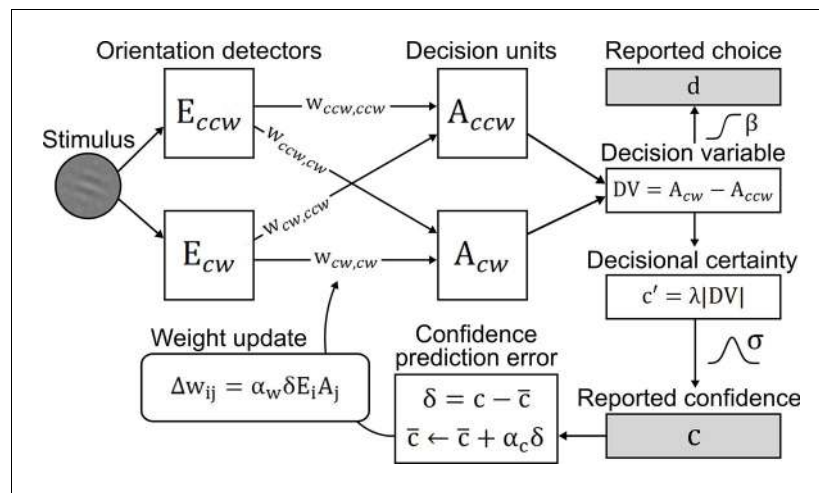 Orientation detectors
Decision units
Reported choice
d
β
Stimulus
E_ccw
w_ccw,ccw
A_ccw
w_ccw,cw
w_cw,ccw
Decision variable
DV = A_cw − A_ccw
E_cw
w_cw,cw
A_cw
Decisional certainty
c′ = λ|DV|
σ
Weight update
Δw_ij = α_w δE_i A_j
Confidence
prediction error
δ = c − c̅
c̅ ← c̅ + α_c δ
Reported confidence
c